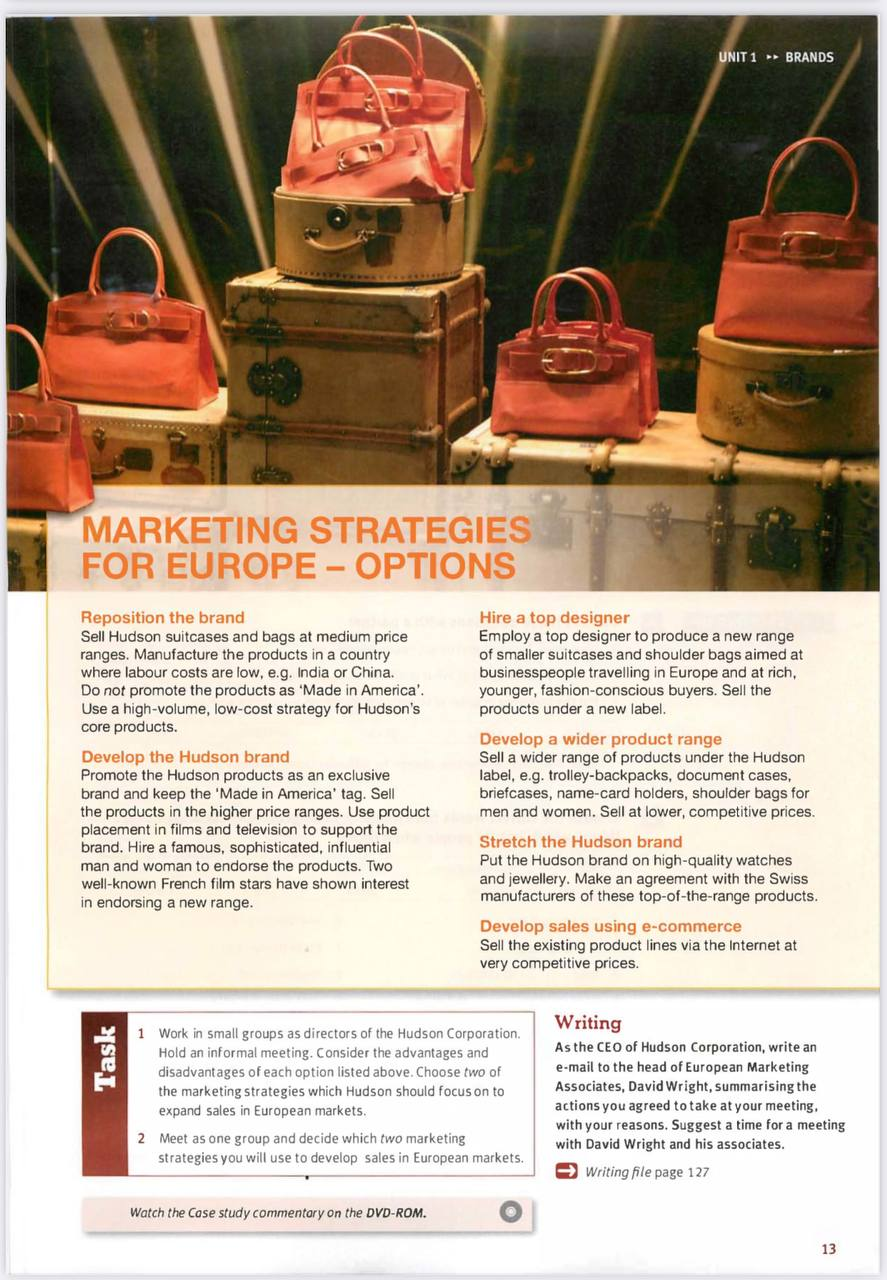 UNIT 1 ▸▸ BRANDS
MARKETING STRATEGIES
FOR EUROPE – OPTIONS
Reposition the brand
Sell Hudson suitcases and bags at medium price
ranges. Manufacture the products in a country
where labour costs are low, e.g. India or China.
Do not promote the products as ‘Made in America’.
Use a high-volume, low-cost strategy for Hudson’s
core products.
Develop the Hudson brand
Promote the Hudson products as an exclusive
brand and keep the ‘Made in America’ tag. Sell
the products in the higher price ranges. Use product
placement in films and television to support the
brand. Hire a famous, sophisticated, influential
man and woman to endorse the products. Two
well-known French film stars have shown interest
in endorsing a new range.
Hire a top designer
Employ a top designer to produce a new range
of smaller suitcases and shoulder bags aimed at
businesspeople travelling in Europe and at rich,
younger, fashion-conscious buyers. Sell the
products under a new label.
Develop a wider product range
Sell a wider range of products under the Hudson
label, e.g. trolley-backpacks, document cases,
briefcases, name-card holders, shoulder bags for
men and women. Sell at lower, competitive prices.
Stretch the Hudson brand
Put the Hudson brand on high-quality watches
and jewellery. Make an agreement with the Swiss
manufacturers of these top-of-the-range products.
Develop sales using e-commerce
Sell the existing product lines via the Internet at
very competitive prices.
Task
1 Work in small groups as directors of the Hudson Corporation.
Hold an informal meeting. Consider the advantages and
disadvantages of each option listed above. Choose two of
the marketing strategies which Hudson should focus on to
expand sales in European markets.
2 Meet as one group and decide which two marketing
strategies you will use to develop sales in European markets.
Watch the Case study commentary on the DVD-ROM.
Writing
As the CEO of Hudson Corporation, write an
e-mail to the head of European Marketing
Associates, David Wright, summarising the
actions you agreed to take at your meeting,
with your reasons. Suggest a time for a meeting
with David Wright and his associates.
Writing file page 127
13